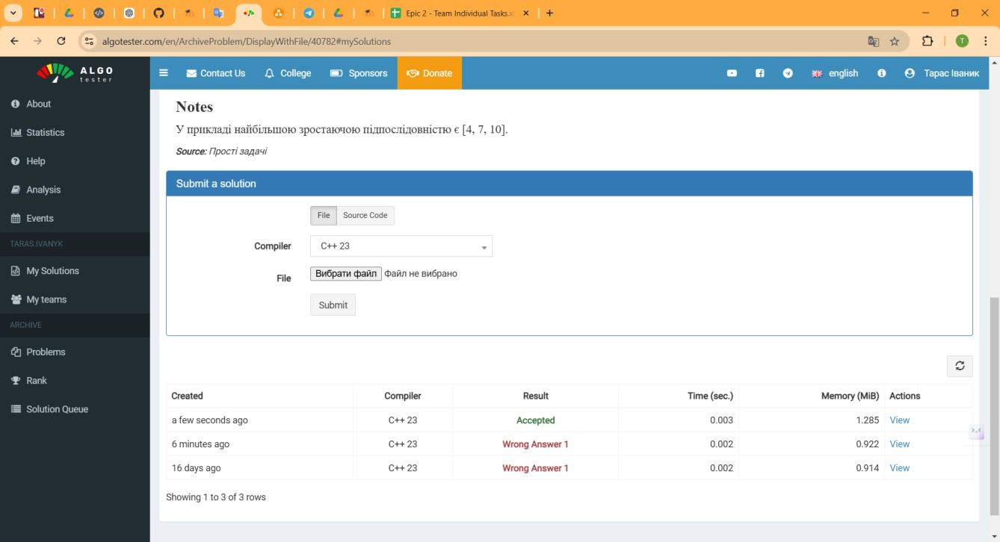 Epic 2 - Team Individual Tasks.xl
algotester.com/en/ArchiveProblem/DisplayWithFile/40782#mySolutions
T
ALGO
tester
Contact Us
College
Sponsors
Donate
english
Тарас Іваник
About
Statistics
Help
Analysis
Events
TARAS.IVANYK
My Solutions
My teams
ARCHIVE
Problems
Rank
Solution Queue
Notes
У прикладі найбільшою зростаючою підпослідовністю є [4, 7, 10].
Source: Прості задачі
Submit a solution
File Source Code
Compiler C++ 23
File Вибрати файл Файл не вибрано
Submit
Created Compiler Result Time (sec.) Memory (MiB) Actions
a few seconds ago C++ 23 Accepted 0.003 1.285 View
6 minutes ago C++ 23 Wrong Answer 1 0.002 0.922 View
16 days ago C++ 23 Wrong Answer 1 0.002 0.914 View
Showing 1 to 3 of 3 rows